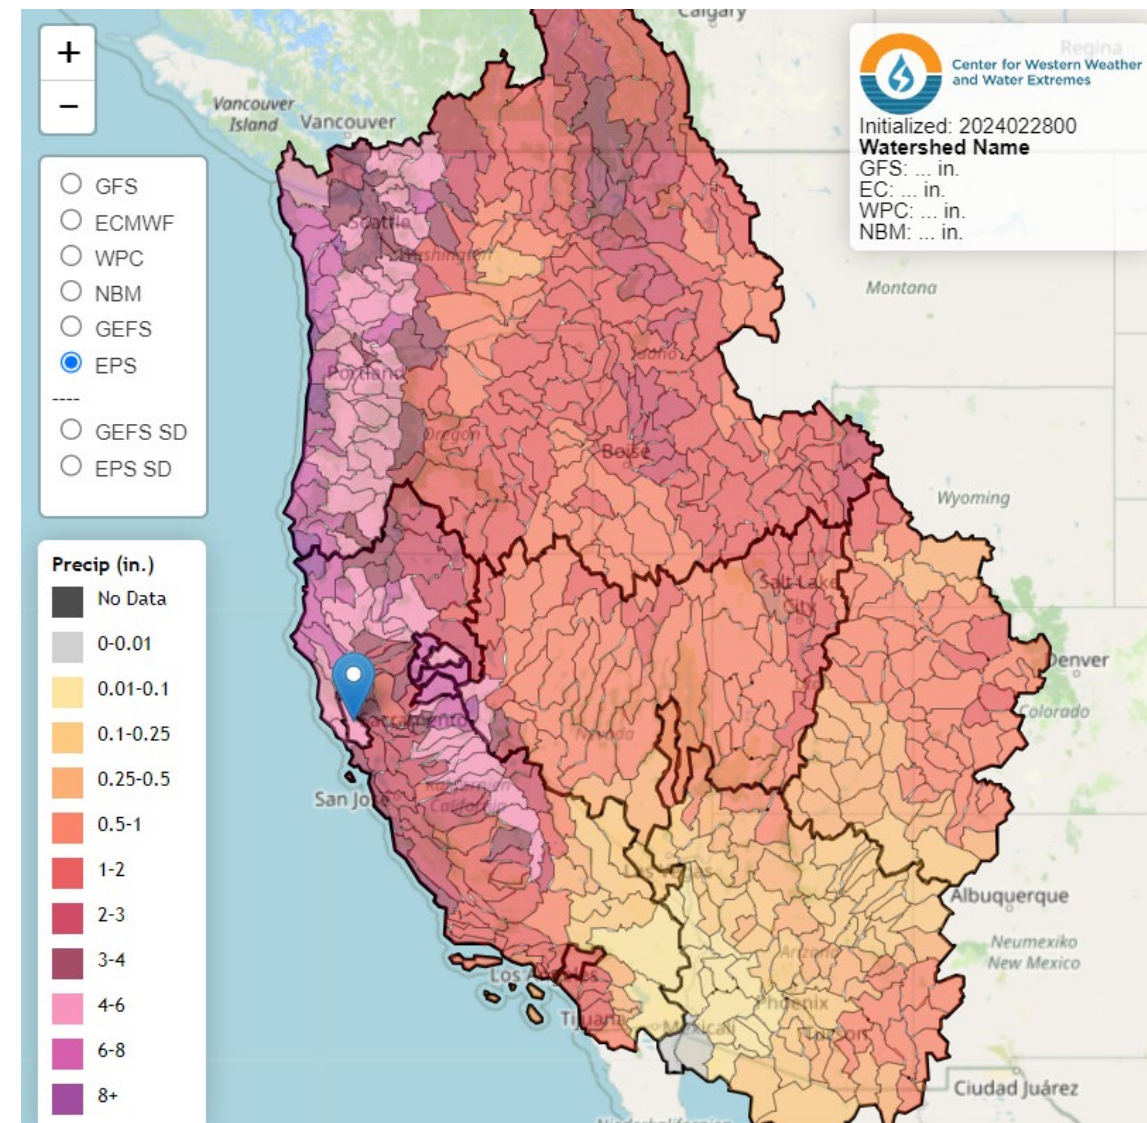 Calgary
Regina
Center for Western Weather
and Water Extremes
Initialized: 2024022800
Watershed Name
GFS: ... in.
EC: ... in.
WPC: ... in.
NBM: ... in.
+
−
Vancouver
Island
Vancouver
GFS
ECMWF
WPC
NBM
GEFS
EPS
----
GEFS SD
EPS SD
Seattle
Washington
Montana
Portland
Idaho
Oregon
Boise
Wyoming
Salt Lake
City
Denver
Colorado
Sacramento
Nevada
San José
Kalifornien
California
Las Vegas
Albuquerque
Neumexiko
New Mexico
Arizona
Los Angeles
Phoenix
Tijuana
Mexicali
Tucson
Ciudad Juárez
Niederkalifornien
Precip (in.)
No Data
0-0.01
0.01-0.1
0.1-0.25
0.25-0.5
0.5-1
1-2
2-3
3-4
4-6
6-8
8+